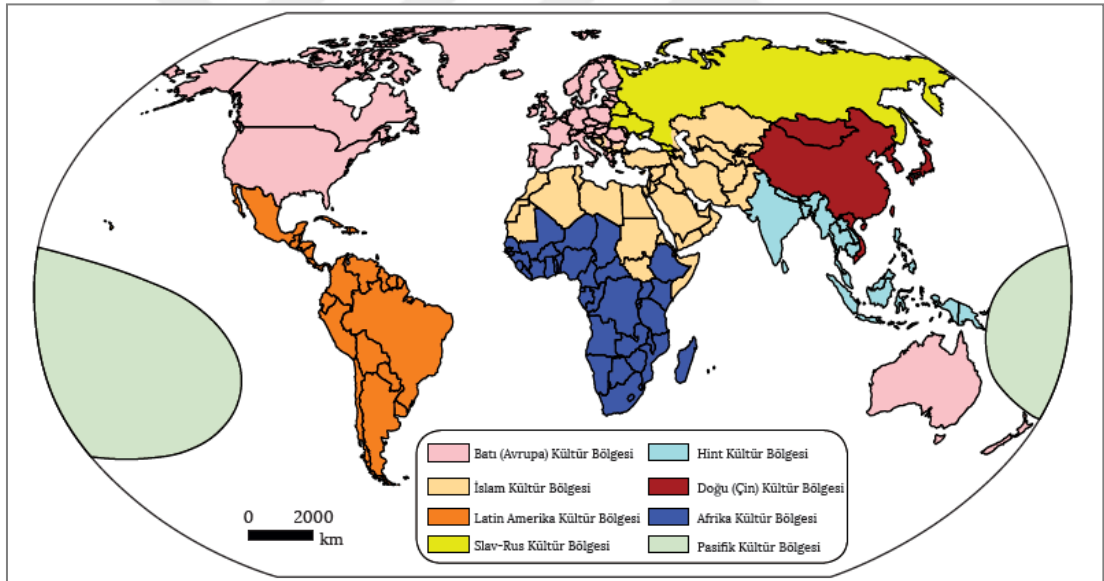 Batı (Avrupa) Kültür Bölgesi
İslam Kültür Bölgesi
Latin Amerika Kültür Bölgesi
Slav-Rus Kültür Bölgesi
Hint Kültür Bölgesi
Doğu (Çin) Kültür Bölgesi
Afrika Kültür Bölgesi
Pasifik Kültür Bölgesi
0 2000
km